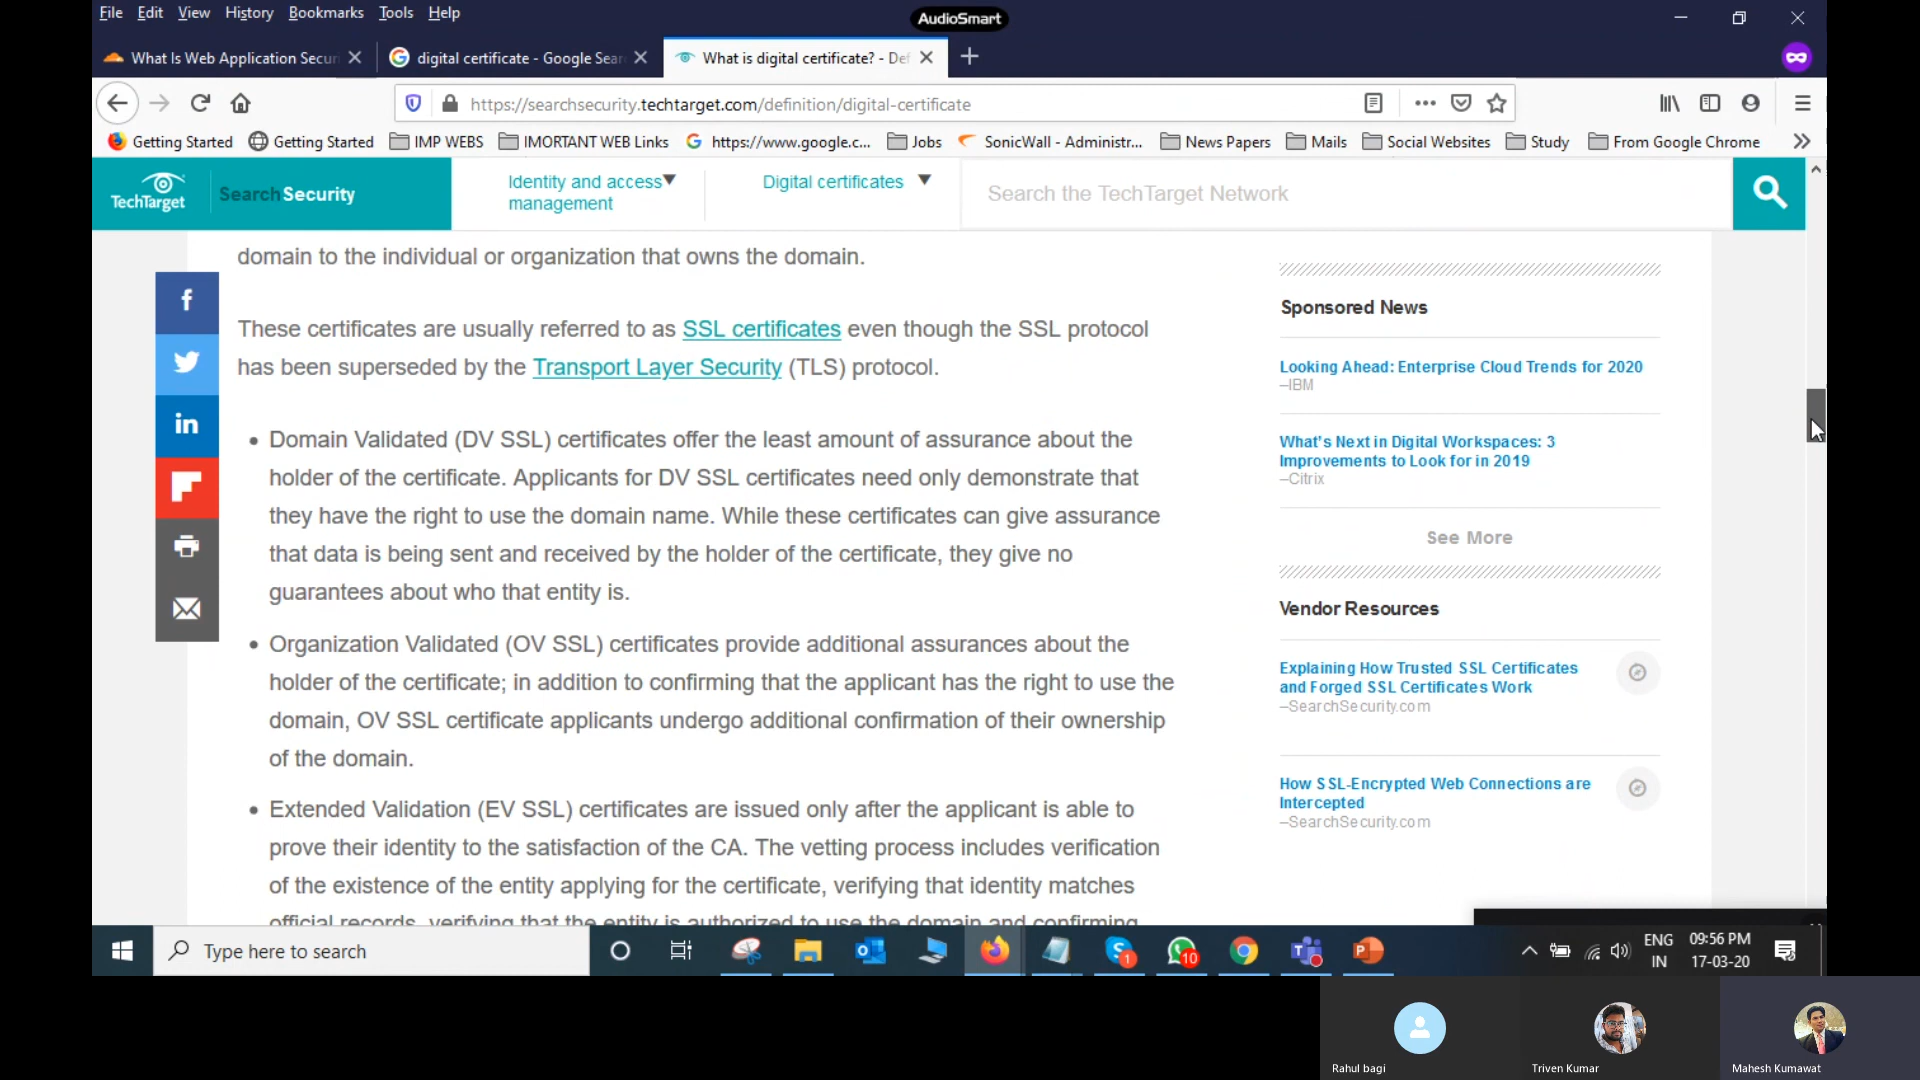 File Edit View History Bookmarks Tools Help
AudioSmart
What Is Web Application Secur
digital certificate - Google Sear
What is digital certificate? - Def
https://searchsecurity.techtarget.com/definition/digital-certificate
Getting Started
Getting Started
IMP WEBS
IMORTANT WEB Links
https://www.google.c...
Jobs
SonicWall - Administr...
News Papers
Mails
Social Websites
Study
From Google Chrome
TechTarget
SearchSecurity
Identity and access
management
Digital certificates
Search the TechTarget Network
domain to the individual or organization that owns the domain.
These certificates are usually referred to as SSL certificates even though the SSL protocol
has been superseded by the Transport Layer Security (TLS) protocol.
• Domain Validated (DV SSL) certificates offer the least amount of assurance about the
holder of the certificate. Applicants for DV SSL certificates need only demonstrate that
they have the right to use the domain name. While these certificates can give assurance
that data is being sent and received by the holder of the certificate, they give no
guarantees about who that entity is.
• Organization Validated (OV SSL) certificates provide additional assurances about the
holder of the certificate; in addition to confirming that the applicant has the right to use the
domain, OV SSL certificate applicants undergo additional confirmation of their ownership
of the domain.
• Extended Validation (EV SSL) certificates are issued only after the applicant is able to
prove their identity to the satisfaction of the CA. The vetting process includes verification
of the existence of the entity applying for the certificate, verifying that identity matches
official records, verifying that the entity is authorized to use the domain and confirming
Sponsored News
Looking Ahead: Enterprise Cloud Trends for 2020
–IBM
What's Next in Digital Workspaces: 3
Improvements to Look for in 2019
–Citrix
See More
Vendor Resources
Explaining How Trusted SSL Certificates
and Forged SSL Certificates Work
–SearchSecurity.com
How SSL-Encrypted Web Connections are
Intercepted
–SearchSecurity.com
Type here to search
1
10
ENG
IN
09:56 PM
17-03-20
Rahul bagi
Triven Kumar
Mahesh Kumawat